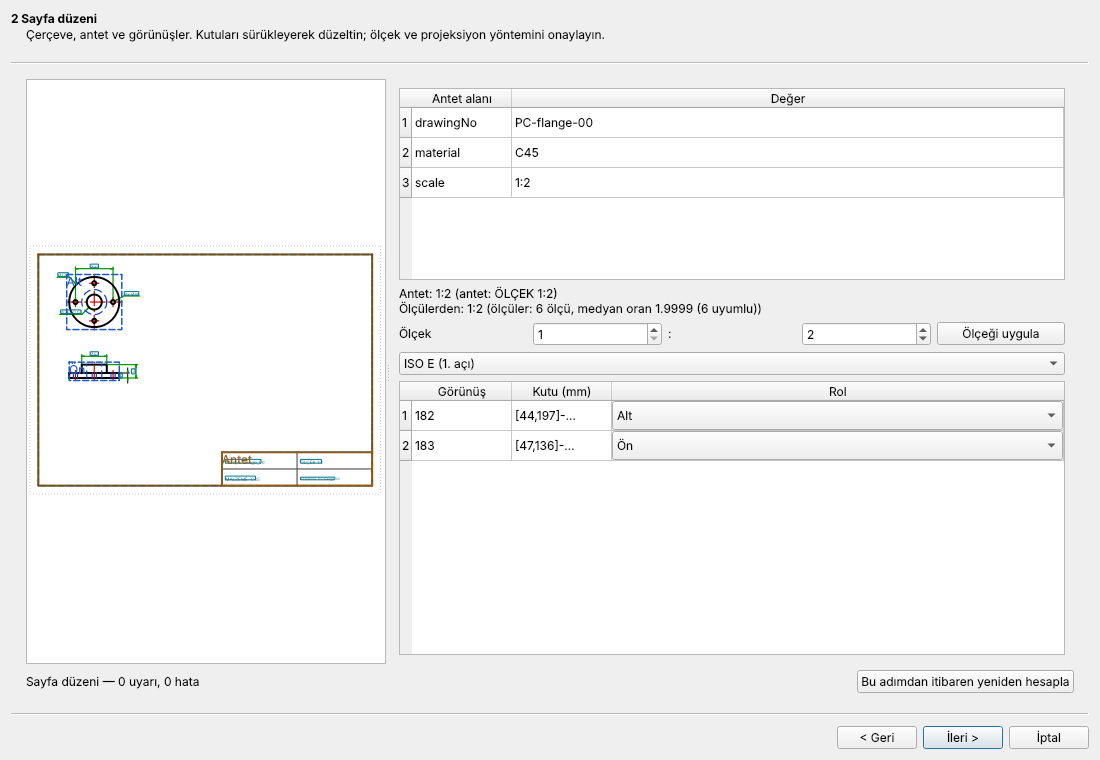 2 Sayfa düzeni
Çerçeve, antet ve görünüşler. Kutuları sürükleyerek düzeltin; ölçek ve projeksiyon yöntemini onaylayın.
Antet alanı Değer
1 drawingNo PC-flange-00
2 material C45
3 scale 1:2
Antet: 1:2 (antet: ÖLÇEK 1:2)
Ölçülerden: 1:2 (ölçüler: 6 ölçü, medyan oran 1.9999 (6 uyumlu))
Ölçek 1 : 2 Ölçeği uygula
ISO E (1. açı)
Görünüş Kutu (mm) Rol
1 182 [44,197]-... Alt
2 183 [47,136]-... Ön
Alt
Ön
Antet
Sayfa düzeni — 0 uyarı, 0 hata
Bu adımdan itibaren yeniden hesapla
< Geri İleri > İptal